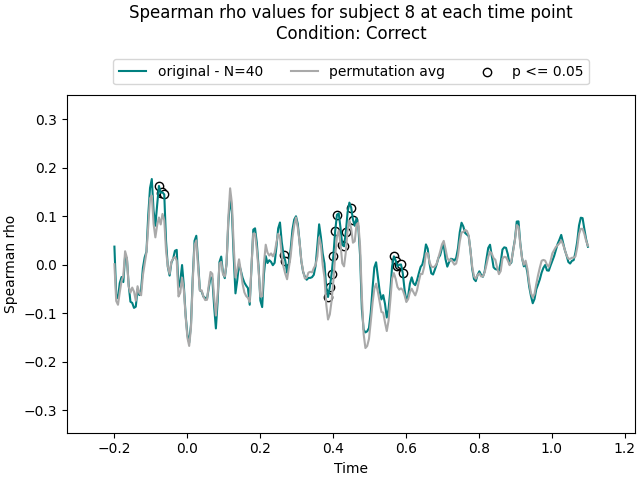 Spearman rho values for subject 8 at each time point
Condition: Correct
original - N=40 permutation avg p <= 0.05
Spearman rho
0.3
0.2
0.1
0.0
−0.1
−0.2
−0.3
−0.2 0.0 0.2 0.4 0.6 0.8 1.0 1.2
Time